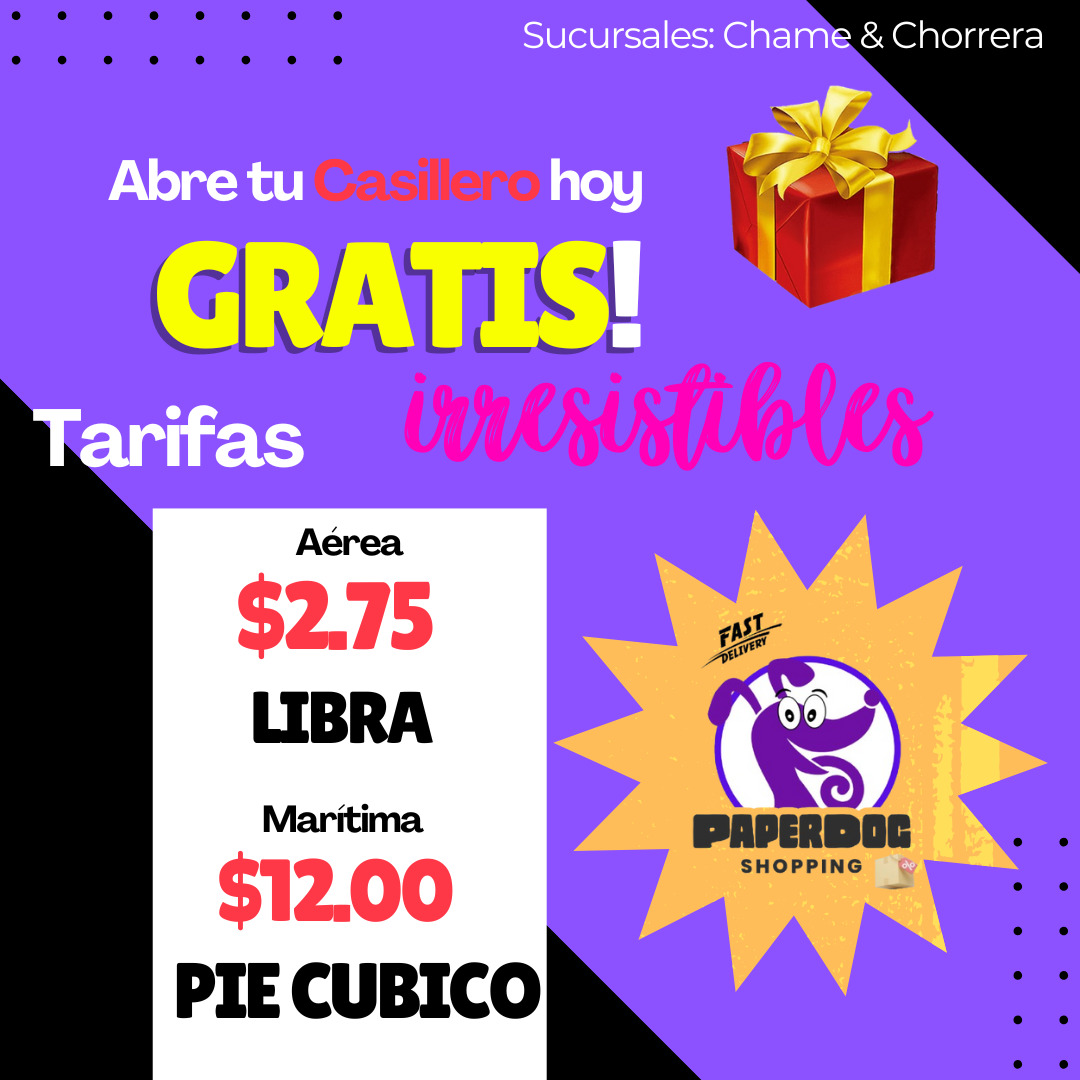 Sucursales: Chame & Chorrera
Abre tu Casillero hoy
GRATIS!
Tarifas irresistibles
Aérea
$2.75
LIBRA
Marítima
$12.00
PIE CUBICO
FAST
DELIVERY
PAPERDOG
SHOPPING